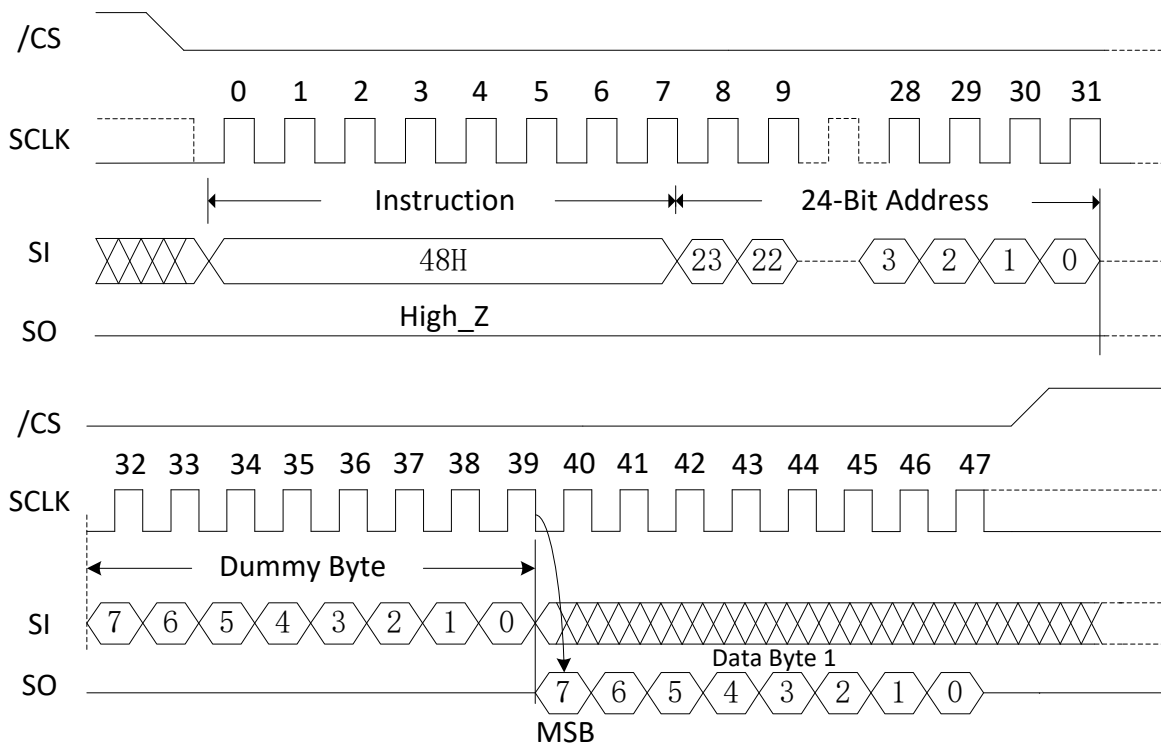 /CS
0 1 2 3 4 5 6 7 8 9 28 29 30 31
SCLK
Instruction 24-Bit Address
SI 48H 23 22 3 2 1 0
High_Z
SO
/CS
32 33 34 35 36 37 38 39 40 41 42 43 44 45 46 47
SCLK
Dummy Byte
SI 7 6 5 4 3 2 1 0
Data Byte 1
SO 7 6 5 4 3 2 1 0
MSB